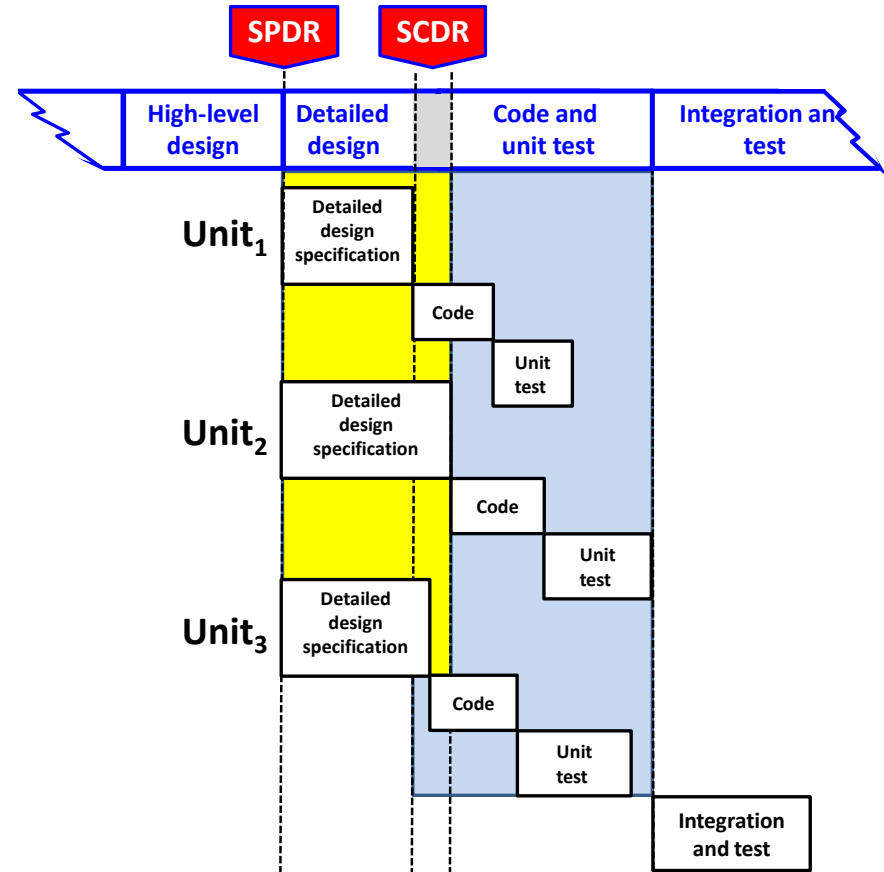 SPDR
SCDR
High-level
design
Detailed
design
Code and
unit test
Integration an
test
Unit1
Detailed
design
specification
Code
Unit
test
Unit2
Detailed
design
specification
Code
Unit
test
Unit3
Detailed
design
specification
Code
Unit
test
Integration
and test